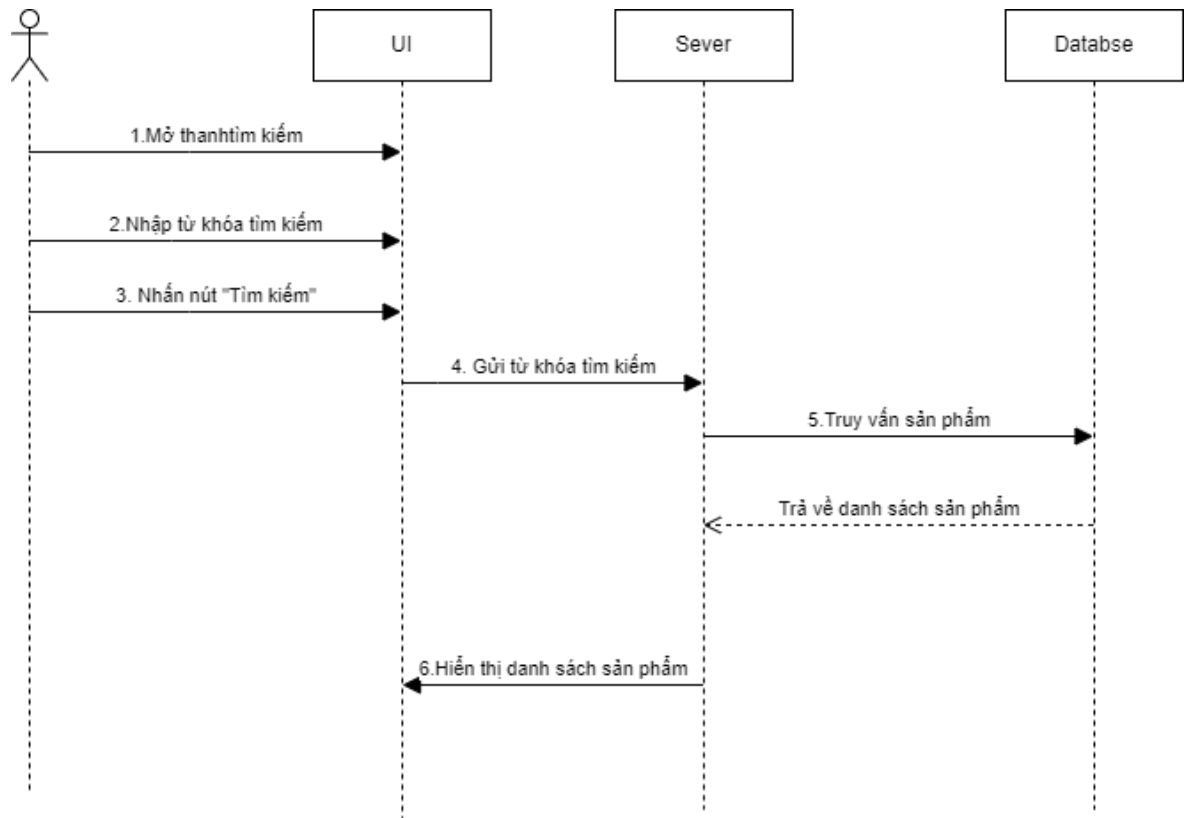 UI
Sever
Databse
1.Mở thanhtìm kiếm
2.Nhập từ khóa tìm kiếm
3. Nhấn nút "Tìm kiếm"
4. Gửi từ khóa tìm kiếm
5.Truy vấn sản phẩm
Trả về danh sách sản phẩm
6.Hiển thị danh sách sản phẩm